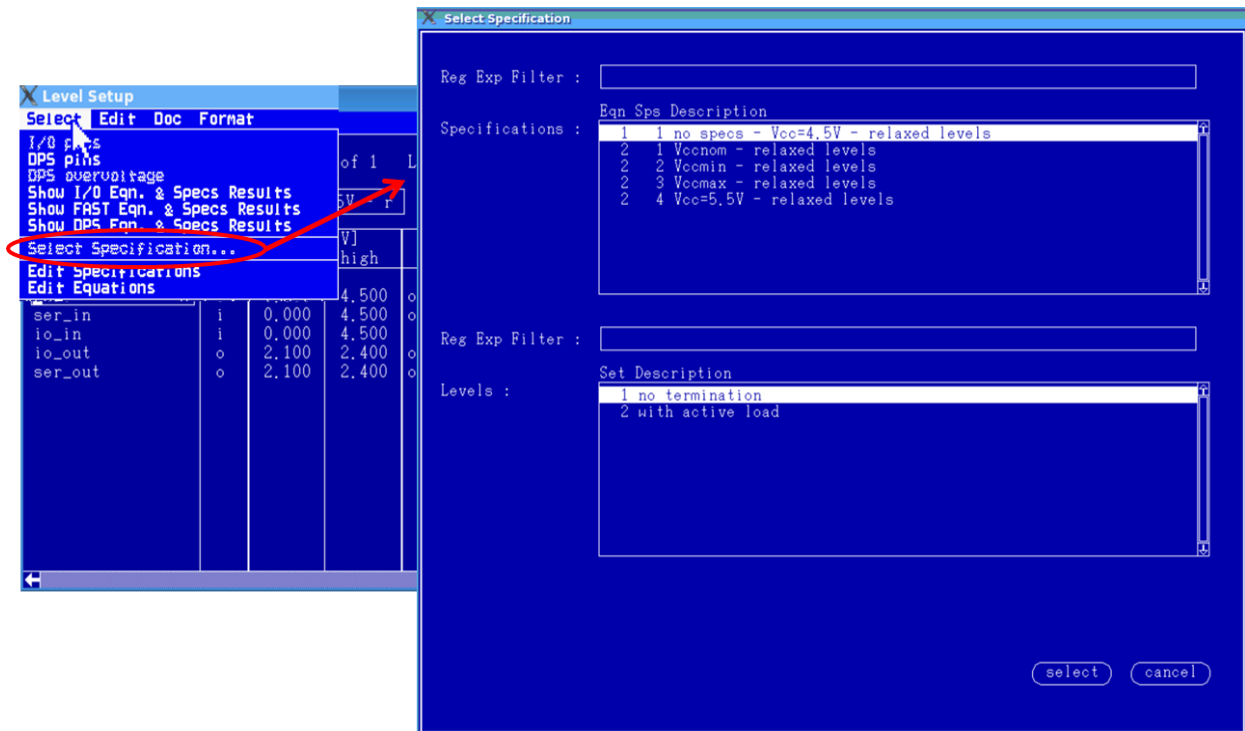 Select Specification
Reg Exp Filter :
Eqn Sps Description
Specifications :
1 1 no specs - Vcc=4.5V - relaxed levels
2 1 Vccnom - relaxed levels
2 2 Vccmin - relaxed levels
2 3 Vccmax - relaxed levels
2 4 Vcc=5.5V - relaxed levels
Reg Exp Filter :
Set Description
Levels :
1 no termination
2 with active load
select cancel
Level Setup
Select Edit Doc Format
I/O pins
DPS pins
DPS overvoltage
Show I/O Eqn. & Specs Results
Show FAST Eqn. & Specs Results
Show DPS Eqn. & Specs Results
Select Specification...
Edit Specifications
Edit Equations
of 1 L
5V - r
V]
high
4.500 o
ser_in i 0.000 4.500 o
io_in i 0.000 4.500
io_out o 2.100 2.400 o
ser_out o 2.100 2.400 o